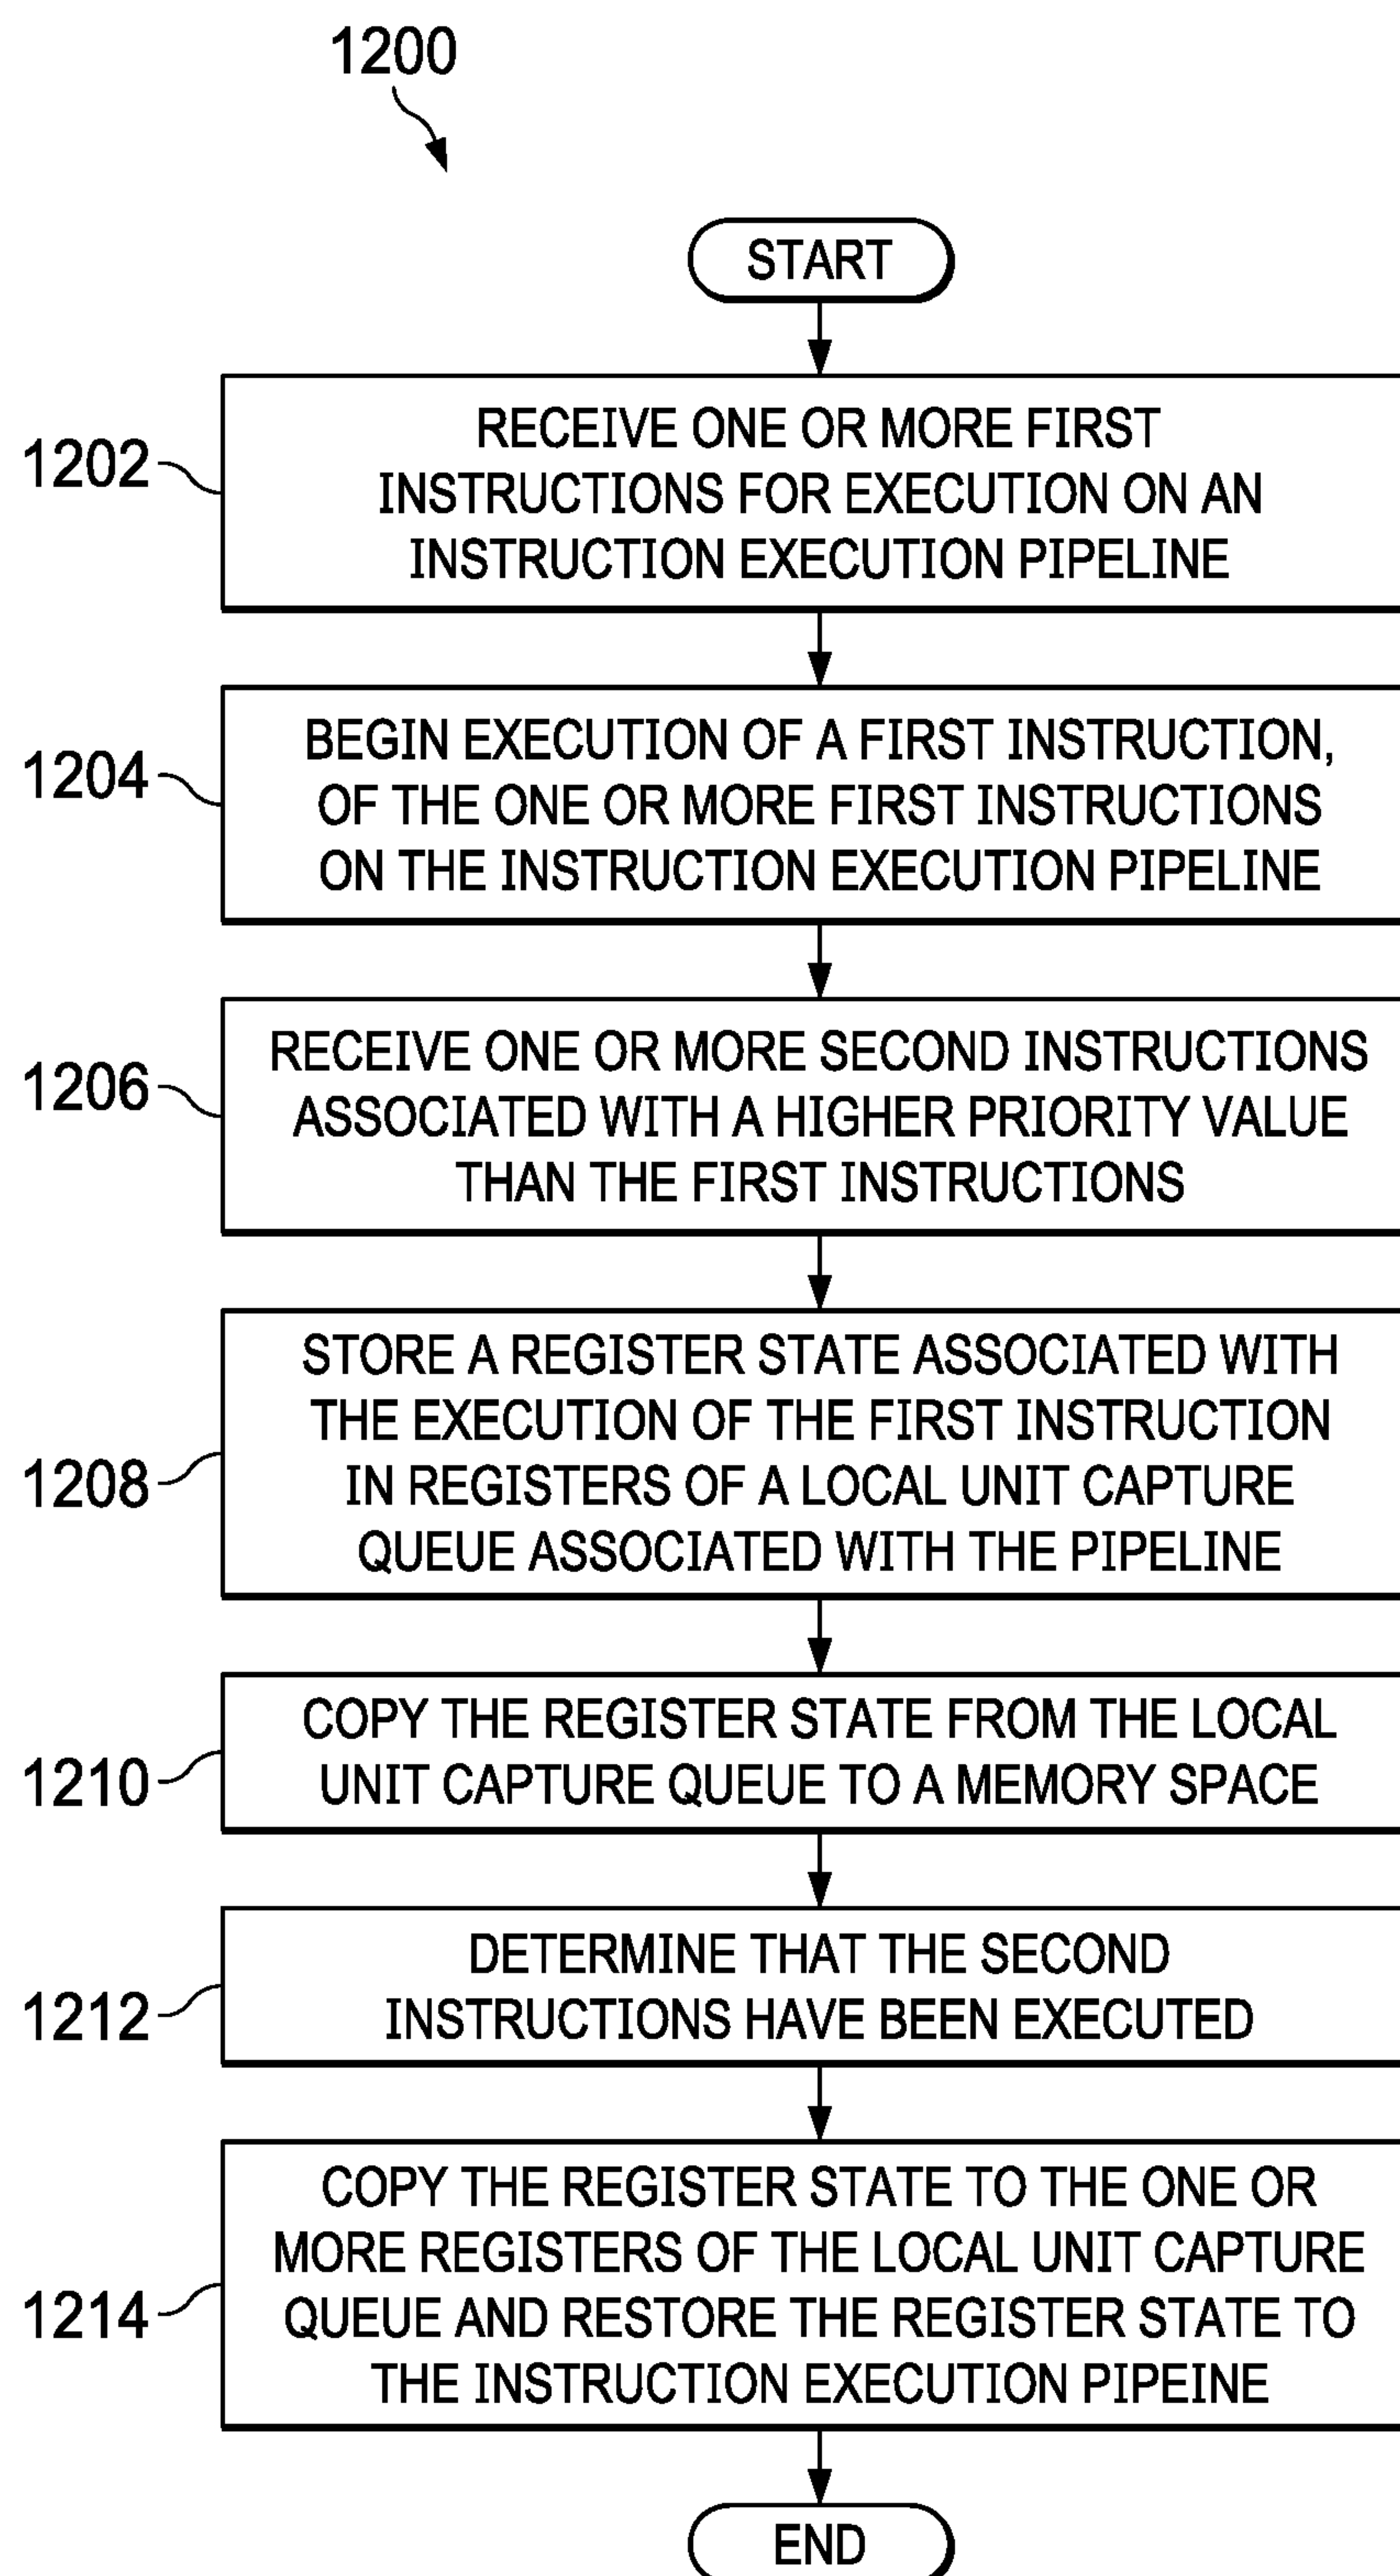 1200
START
1202
RECEIVE ONE OR MORE FIRST
INSTRUCTIONS FOR EXECUTION ON AN
INSTRUCTION EXECUTION PIPELINE
1204
BEGIN EXECUTION OF A FIRST INSTRUCTION,
OF THE ONE OR MORE FIRST INSTRUCTIONS
ON THE INSTRUCTION EXECUTION PIPELINE
1206
RECEIVE ONE OR MORE SECOND INSTRUCTIONS
ASSOCIATED WITH A HIGHER PRIORITY VALUE
THAN THE FIRST INSTRUCTIONS
1208
STORE A REGISTER STATE ASSOCIATED WITH
THE EXECUTION OF THE FIRST INSTRUCTION
IN REGISTERS OF A LOCAL UNIT CAPTURE
QUEUE ASSOCIATED WITH THE PIPELINE
1210
COPY THE REGISTER STATE FROM THE LOCAL
UNIT CAPTURE QUEUE TO A MEMORY SPACE
1212
DETERMINE THAT THE SECOND
INSTRUCTIONS HAVE BEEN EXECUTED
1214
COPY THE REGISTER STATE TO THE ONE OR
MORE REGISTERS OF THE LOCAL UNIT CAPTURE
QUEUE AND RESTORE THE REGISTER STATE TO
THE INSTRUCTION EXECUTION PIPEINE
END